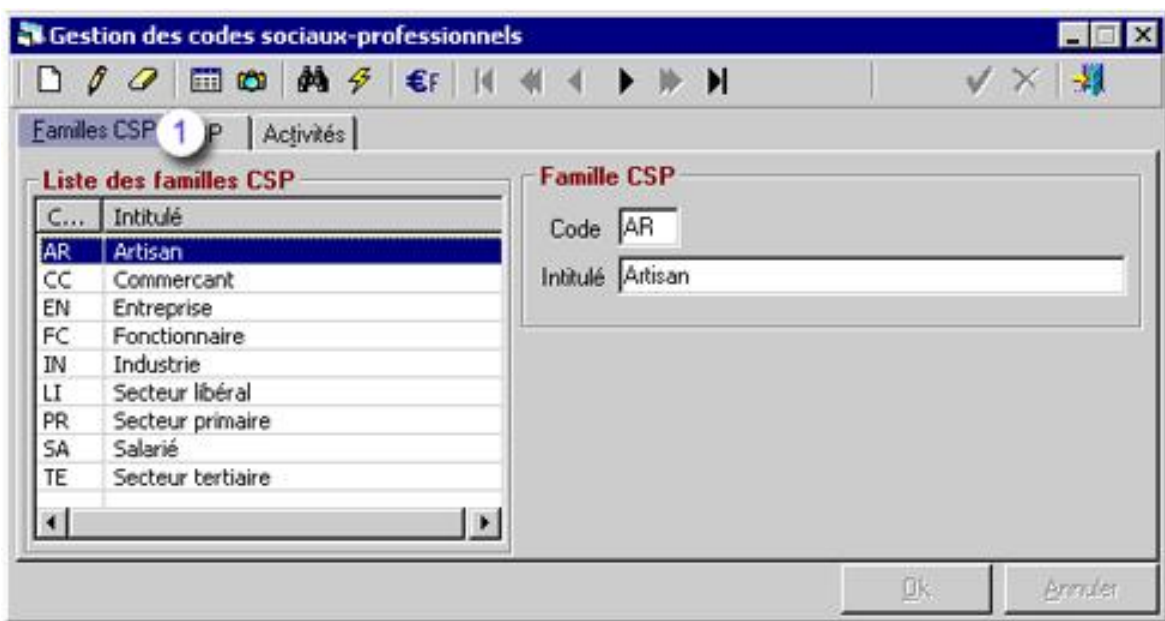 Gestion des codes sociaux-professionnels
€F
Familles CSP 1 P Activités
Liste des familles CSP
C... Intitulé
AR Artisan
CC Commercant
EN Entreprise
FC Fonctionnaire
IN Industrie
LI Secteur libéral
PR Secteur primaire
SA Salarié
TE Secteur tertiaire
Famille CSP
Code AR
Intitulé Artisan
Ok Annuler